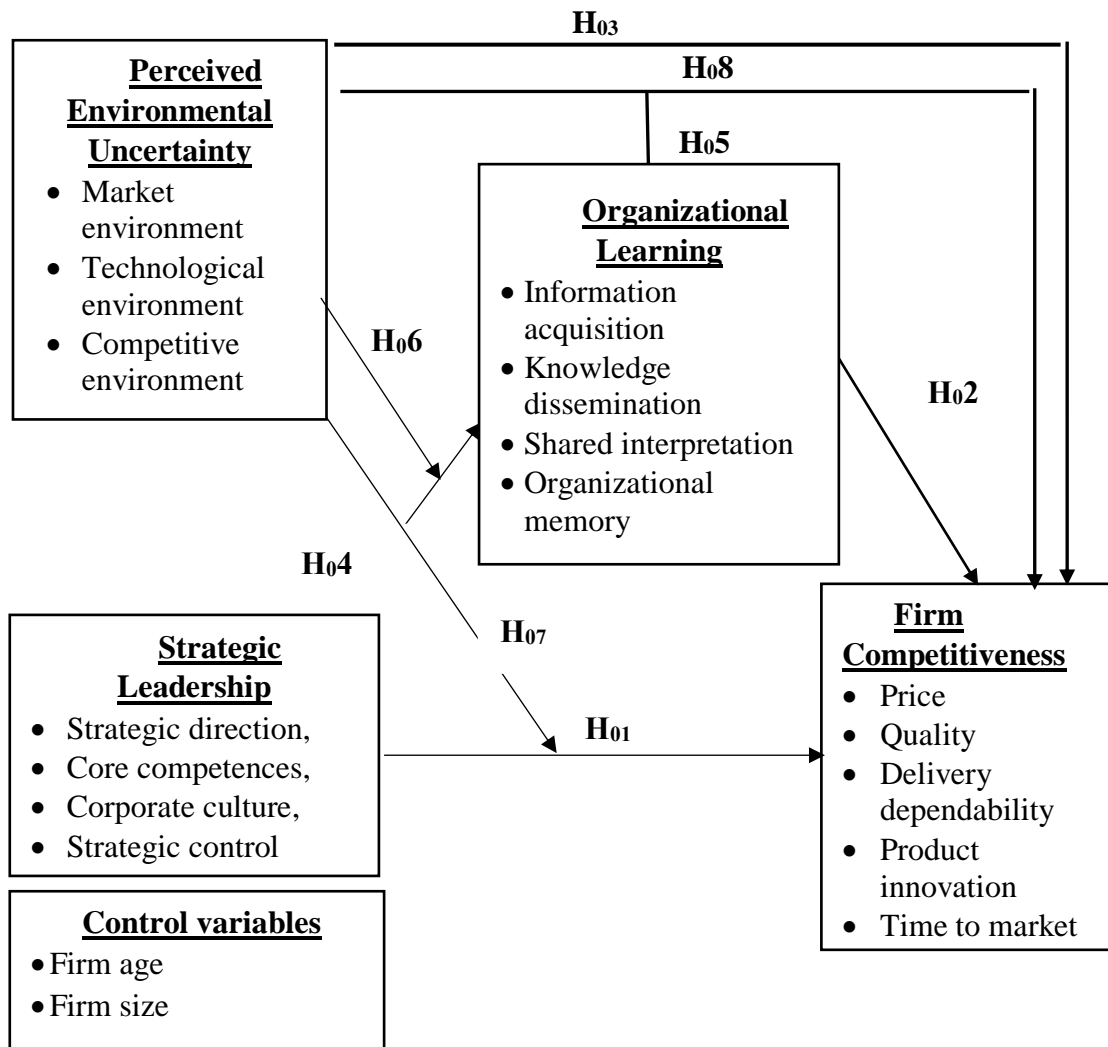 H03
Perceived
Environmental
Uncertainty
• Market
environment
• Technological
environment
• Competitive
environment
H08
H05
Organizational
Learning
• Information
acquisition
• Knowledge
dissemination
• Shared interpretation
• Organizational
memory
H06
H02
H04
H07
H01
Strategic
Leadership
• Strategic direction,
• Core competences,
• Corporate culture,
• Strategic control
Firm
Competitiveness
• Price
• Quality
• Delivery
dependability
• Product
innovation
• Time to market
Control variables
• Firm age
• Firm size